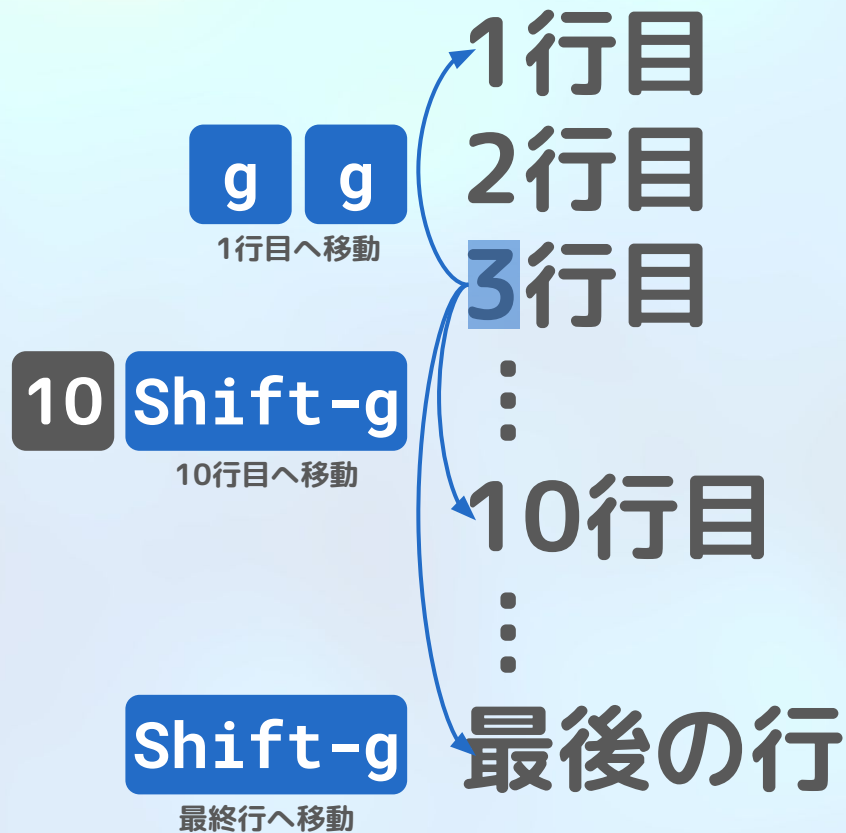 1行目
2行目
g g
1行目へ移動
3行目
10 Shift-g
10行目へ移動
10行目
最後の行
Shift-g
最終行へ移動